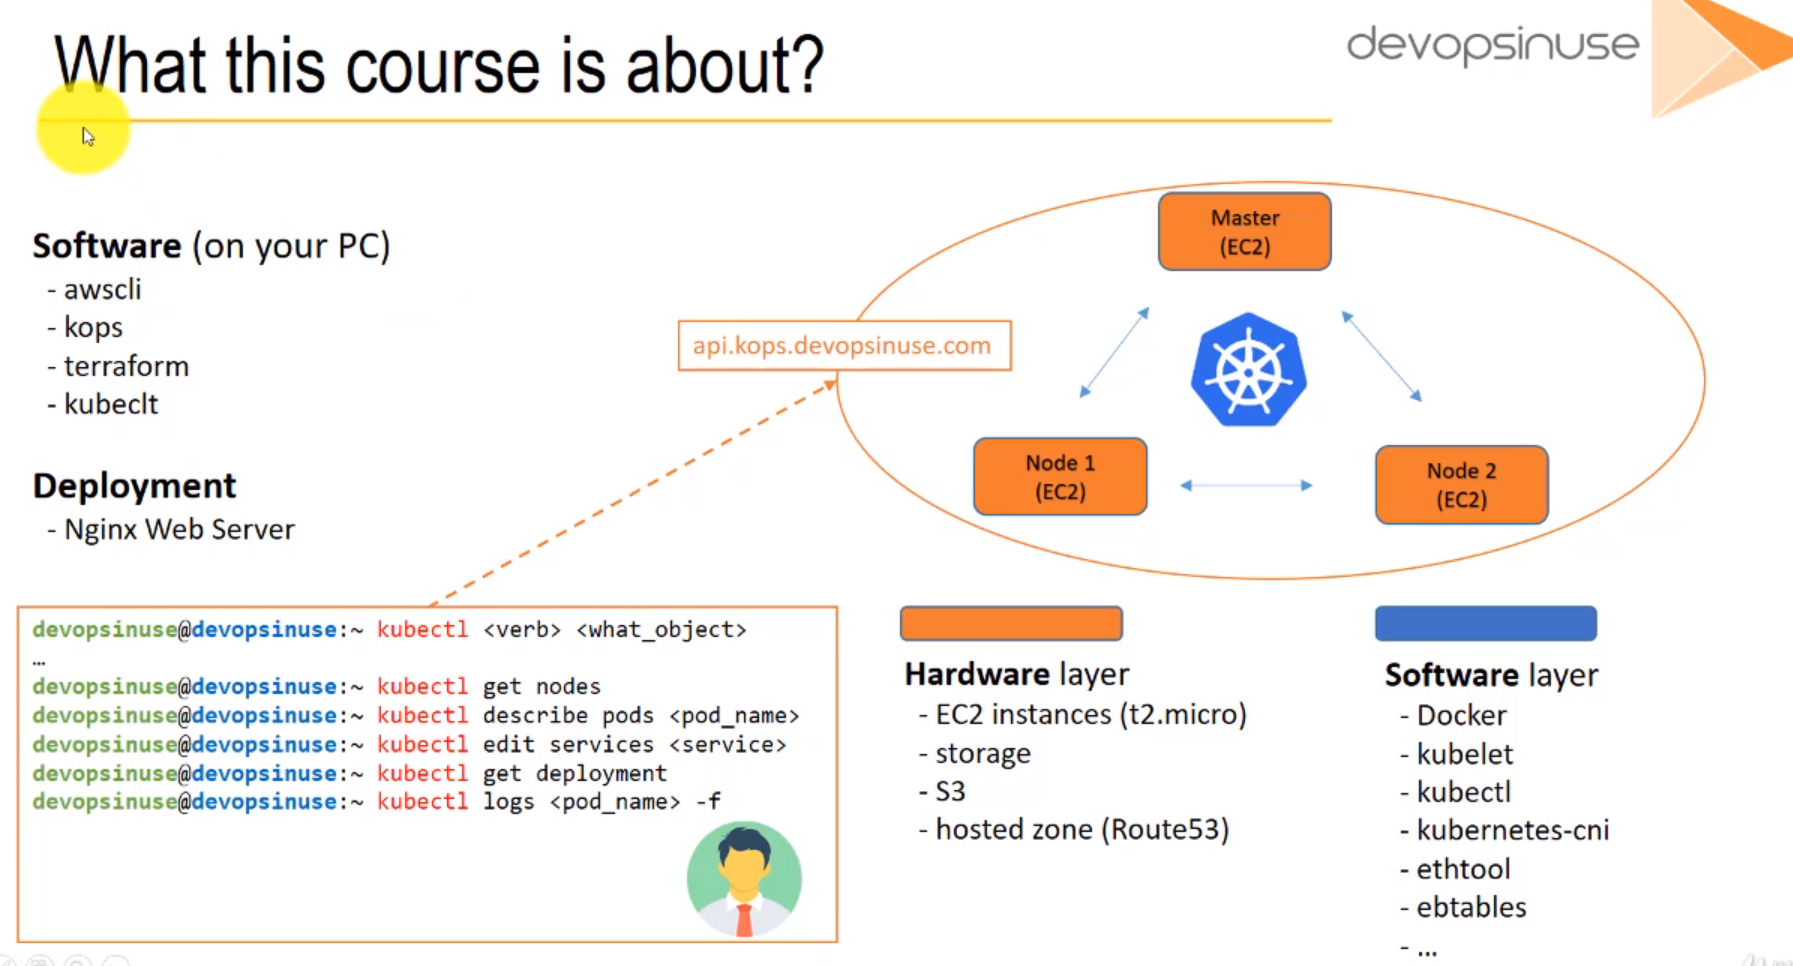 What this course is about?
devopsinuse
Software (on your PC)
- awscli
- kops
- terraform
- kubeclt
Deployment
- Nginx Web Server
api.kops.devopsinuse.com
Master
(EC2)
Node 1
(EC2)
Node 2
(EC2)
devopsinuse@devopsinuse:~ kubectl <verb> <what_object>
…
devopsinuse@devopsinuse:~ kubectl get nodes
devopsinuse@devopsinuse:~ kubectl describe pods <pod_name>
devopsinuse@devopsinuse:~ kubectl edit services <service>
devopsinuse@devopsinuse:~ kubectl get deployment
devopsinuse@devopsinuse:~ kubectl logs <pod_name> -f
Hardware layer
- EC2 instances (t2.micro)
- storage
- S3
- hosted zone (Route53)
Software layer
- Docker
- kubelet
- kubectl
- kubernetes-cni
- ethtool
- ebtables
- ...